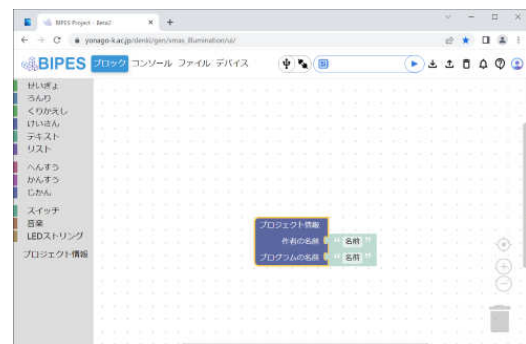 BIPES Project - Beta2
yonago-k.ac.jp/denki/gen/xmas_illumination/ui/
BIPES
ブロック コンソール ファイル デバイス
せいぎょ
ろんり
くりかえし
けいさん
テキスト
リスト
へんすう
かんすう
じかん
スイッチ
音楽
LEDストリング
プロジェクト情報
プロジェクト情報
作者の名前 “ 名前 ”
プログラムの名前 “ 名前 ”